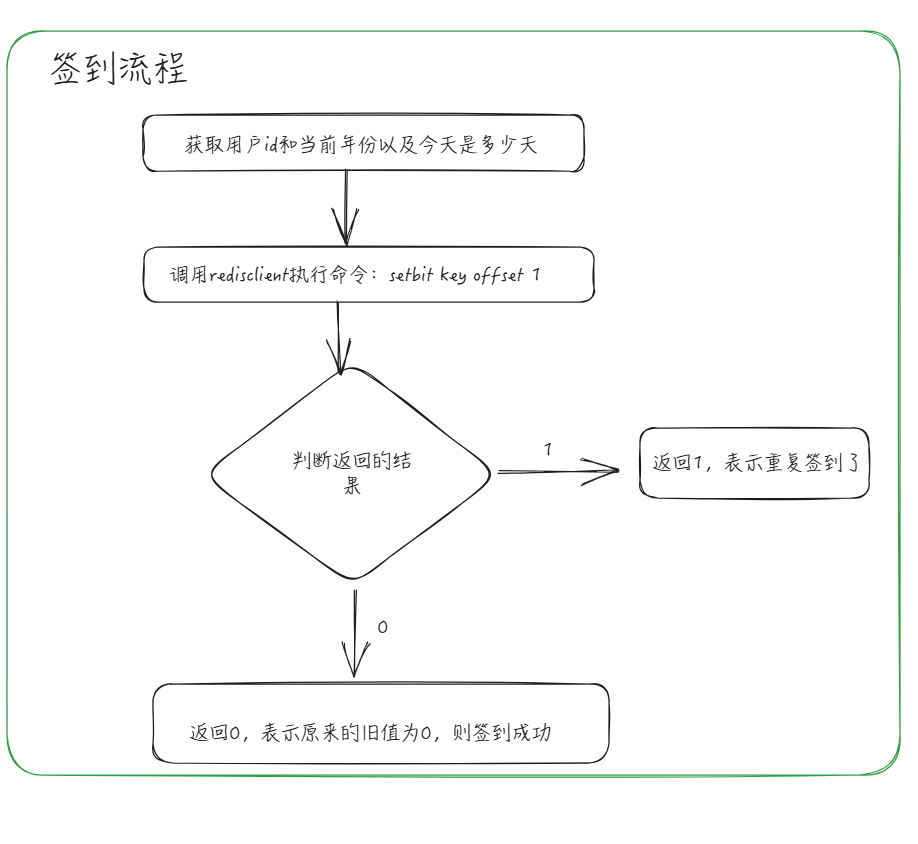 签到流程
获取用户id和当前年份以及今天是多少天
调用redisclient执行命令：setbit key offset 1
判断返回的结
果
1
返回1，表示重复签到了
0
返回0，表示原来的旧值为0，则签到成功